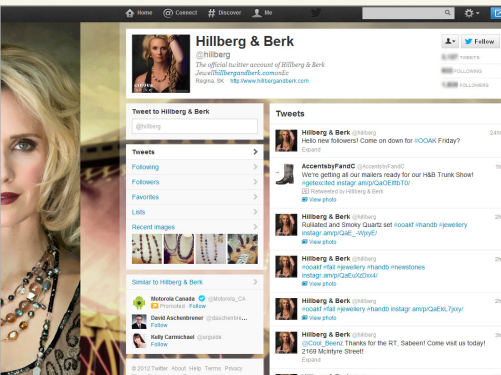 Home @ Connect # Discover Me
Hillberg & Berk
@hillberg
The official twitter account of Hillberg & Berk
Jewellhillbergandberk.comonEc
Regina, SK http://www.hillbergandberk.com
Follow
TWEETS
FOLLOWING
FOLLOWERS
Tweet to Hillberg & Berk
@hillberg
Tweets
Following
Followers
Favorites
Lists
Recent images
Similar to Hillberg & Berk
Motorola Canada @Motorola_CA
Promoted Follow
David Aschenbrener @daschenbre...
Follow
Kelly Carmichael @urguide
Follow
© 2012 Twitter About Help Terms Privacy
Tweets
Hillberg & Berk @hillberg 24m
Hello new followers! Come on down for #OOAK Friday?
Expand
AccentsbyFandC @AccentsbyFandC
We're getting all our mailers ready for our H&B Trunk Show!
#getexcited instagr.am/p/QaOEltbT0/
Retweeted by Hillberg & Berk
View photo
Hillberg & Berk @hillberg
Rutilated and Smoky Quartz set #ooakf #handb #jewellery
instagr.am/p/QaE_-WjxyE/
View photo
Hillberg & Berk @hillberg
#ooakf #fall #jewellery #handb #newstones
instagr.am/p/QaEuXzDxx4/
View photo
Hillberg & Berk @hillberg
#ooakf #jewellery #handb instagr.am/p/QaEkL7jxxy/
View photo
Hillberg & Berk @hillberg
@Cool_Beenz Thanks for the RT, Sabeen! Come visit us today!
2169 McIntyre Street!
Expand